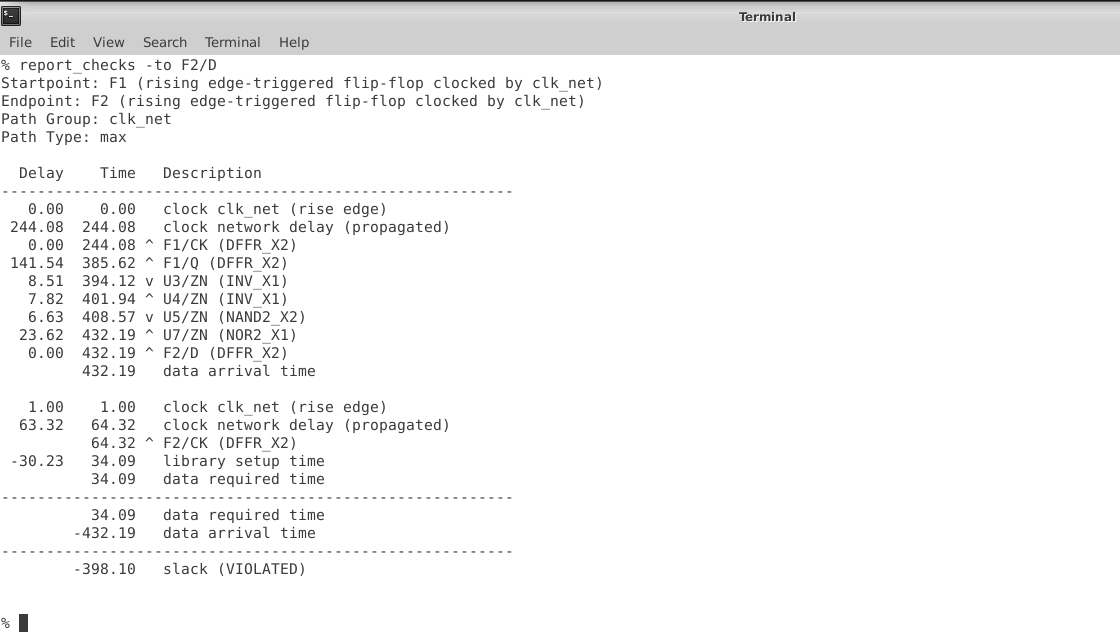 Terminal
File Edit View Search Terminal Help
% report_checks -to F2/D
Startpoint: F1 (rising edge-triggered flip-flop clocked by clk_net)
Endpoint: F2 (rising edge-triggered flip-flop clocked by clk_net)
Path Group: clk_net
Path Type: max

  Delay    Time   Description
---------------------------------------------------------
   0.00    0.00   clock clk_net (rise edge)
 244.08  244.08   clock network delay (propagated)
   0.00  244.08 ^ F1/CK (DFFR_X2)
 141.54  385.62 ^ F1/Q (DFFR_X2)
   8.51  394.12 v U3/ZN (INV_X1)
   7.82  401.94 ^ U4/ZN (INV_X1)
   6.63  408.57 v U5/ZN (NAND2_X2)
  23.62  432.19 ^ U7/ZN (NOR2_X1)
   0.00  432.19 ^ F2/D (DFFR_X2)
         432.19   data arrival time

   1.00    1.00   clock clk_net (rise edge)
  63.32   64.32   clock network delay (propagated)
          64.32 ^ F2/CK (DFFR_X2)
 -30.23   34.09   library setup time
          34.09   data required time
---------------------------------------------------------
          34.09   data required time
        -432.19   data arrival time
---------------------------------------------------------
        -398.10   slack (VIOLATED)

%